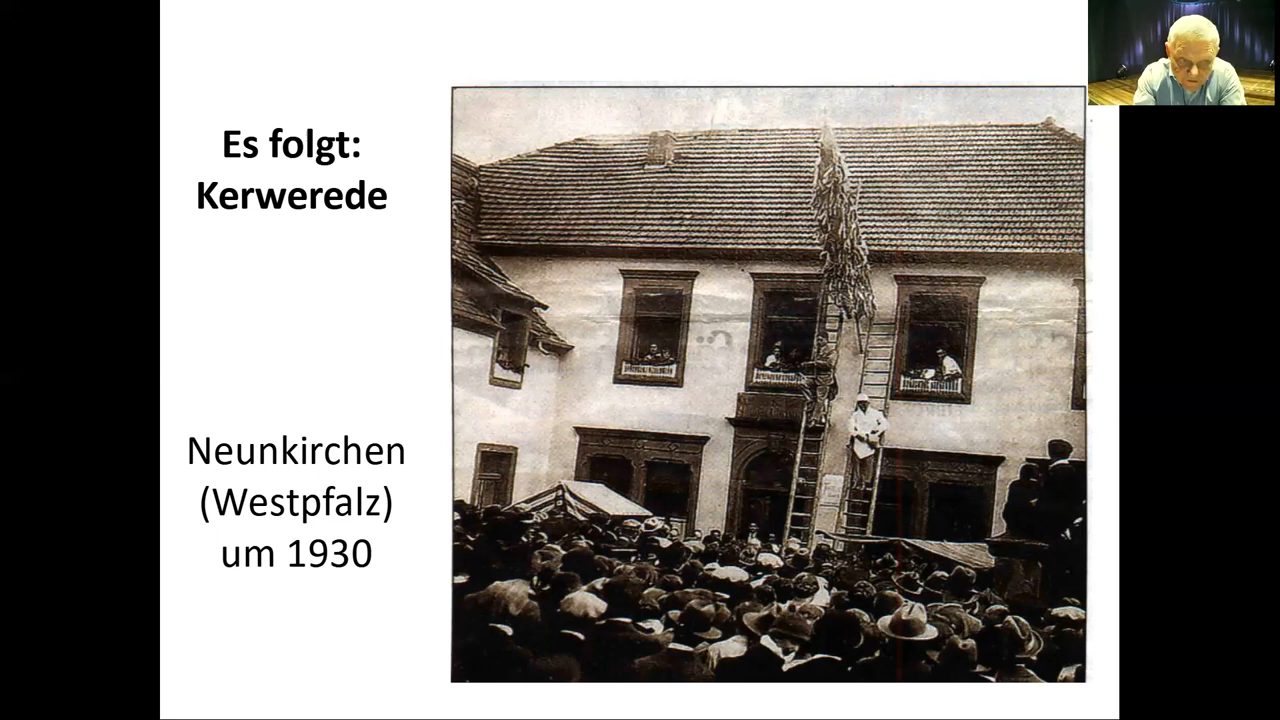 Es folgt:
Kerwerede
Neunkirchen
(Westpfalz)
um 1930